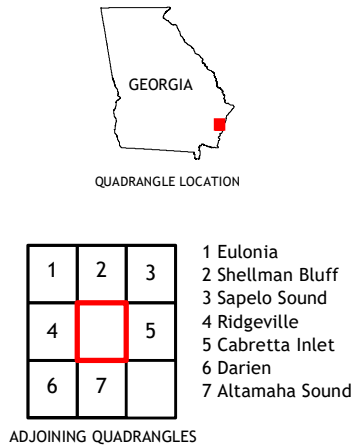 GEORGIA
QUADRANGLE LOCATION
1 2 3
4 5
6 7
1 Eulonia
2 Shellman Bluff
3 Sapelo Sound
4 Ridgeville
5 Cabretta Inlet
6 Darien
7 Altamaha Sound
ADJOINING QUADRANGLES